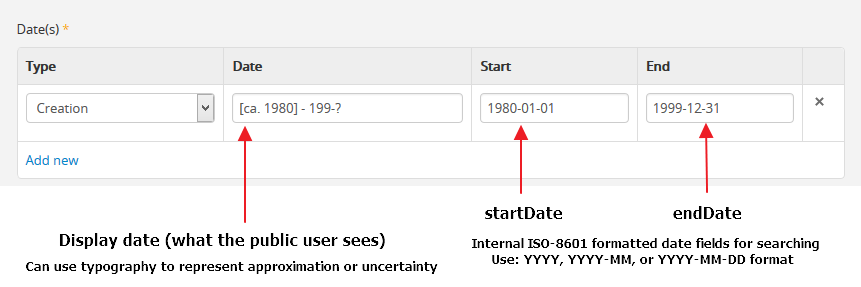 Date(s) *
Type Date Start End
Creation [ca. 1980] - 199-? 1980-01-01 1999-12-31 ×
Add new
Display date (what the public user sees)
Can use typography to represent approximation or uncertainty
startDate endDate
Internal ISO-8601 formatted date fields for searching
Use: YYYY, YYYY-MM, or YYYY-MM-DD format